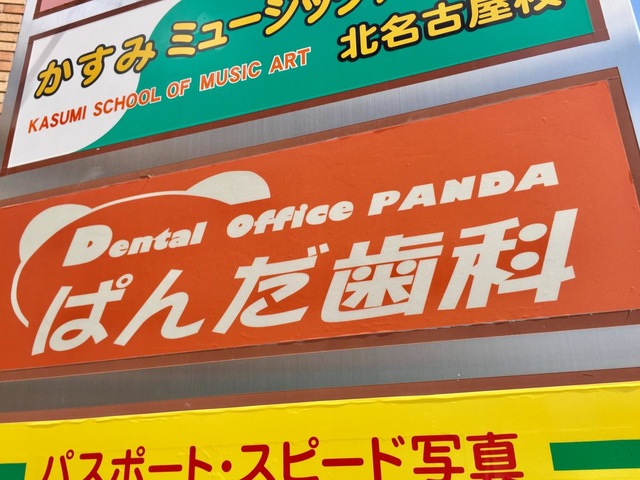 かすみ ミュージック
KASUMI SCHOOL OF MUSIC ART
北名古屋校
Dental Office PANDA
ぱんだ歯科
パスポート・スピード写真